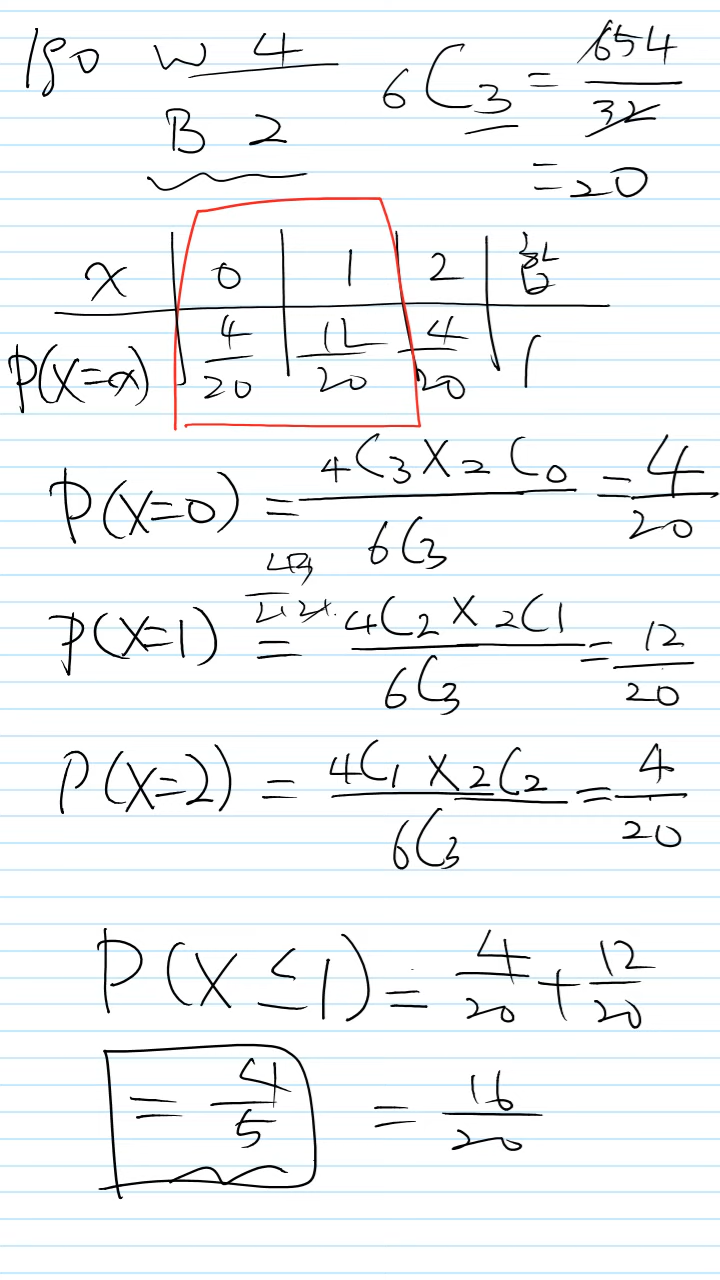 180 W 4 6C3 = 654/32
B 2 = 20
x | 0 | 1 | 2 | 합
P(X=x) | 4/20 | 12/20 | 4/20 | 1
P(X=0) = 4C3 X 2C0 / 6C3 = 4/20
P(X=1) = 4C2 X 2C1 / 6C3 = 12/20
P(X=2) = 4C1 X 2C2 / 6C3 = 4/20
P(X≤1) = 4/20 + 12/20
= 4/5 = 16/20